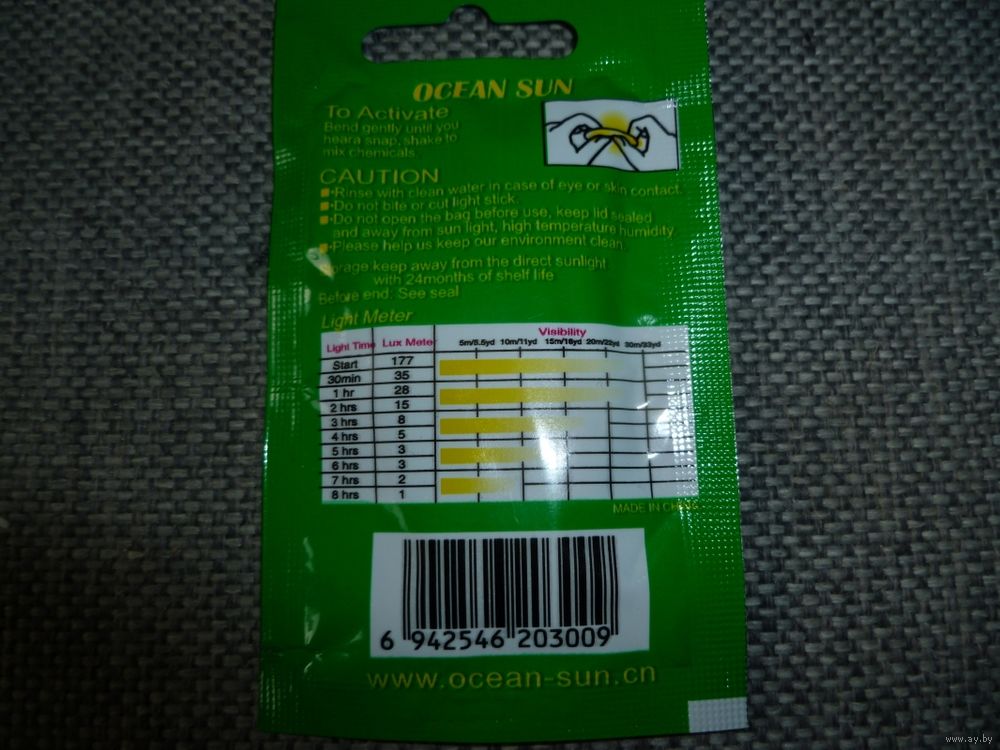 OCEAN SUN
To Activate
Bend gently until you
heara snap, shake to
mix chemicals.
CAUTION
•Rinse with clean water in case of eye or skin contact.
•Do not bite or cut light stick.
•Do not open the bag before use, keep lid sealed
and away from sun light, high temperature humidity.
•Please help us keep our environment clean.
keep away from the direct sunlight
with 24months of shelf life
Before end. See seal
Light Meter
Light Time Lux Meter Visibility
5m/5.5yd 10m/11yd 15m/16yd 20m/22yd 30m/33yd
Start 177
30min 35
1 hr 28
2 hrs 15
3 hrs 8
4 hrs 5
5 hrs 3
6 hrs 3
7 hrs 2
8 hrs 1
MADE IN CHINA
6 942546 203009
www.ocean-sun.cn
www.ay.by